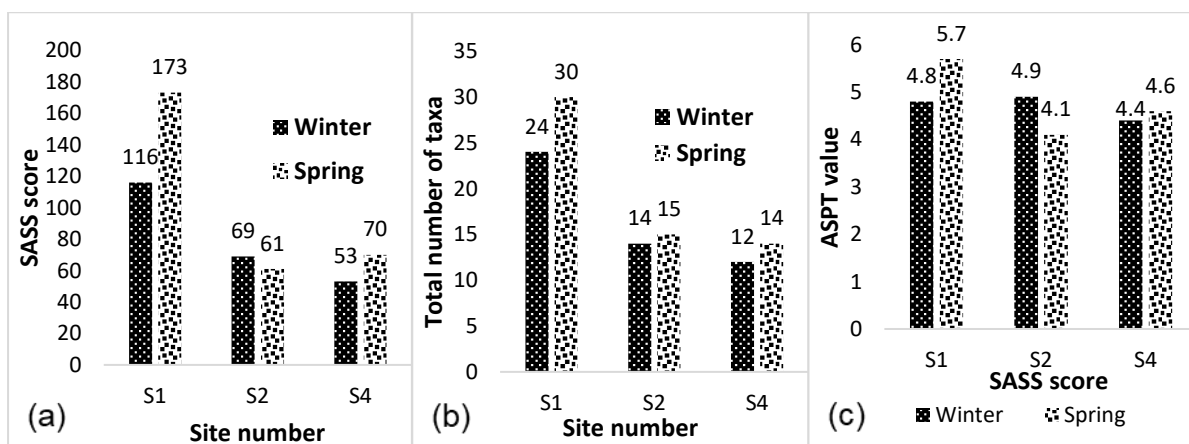 SASS score
200
180
160
140
120
100
80
60
40
20
0
173
116
69
61
53
70
Winter
Spring
S1 S2 S4
(a)
Site number
Total number of taxa
35
30
25
20
15
10
5
0
30
24
14
15
12
14
Winter
Spring
S1 S2 S4
(b)
Site number
ASPT value
6
5
4
3
2
1
0
5.7
4.8
4.9
4.1
4.4
4.6
S1 S2 S4
SASS score
(c)
Winter Spring